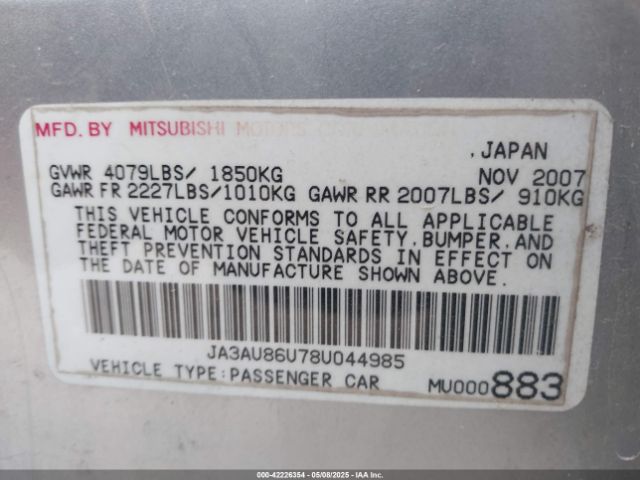 MFD. BY MITSUBISHI MOTORS CORPORATION
, JAPAN
GVWR 4079LBS/ 1850KG NOV 2007
GAWR FR 2227LBS/1010KG GAWR RR 2007LBS/ 910KG
THIS VEHICLE CONFORMS TO ALL APPLICABLE
FEDERAL MOTOR VEHICLE SAFETY, BUMPER, AND
THEFT PREVENTION STANDARDS IN EFFECT ON
THE DATE OF MANUFACTURE SHOWN ABOVE.
JA3AU86U78U044985
VEHICLE TYPE:PASSENGER CAR MU000883
000-42226354 - 05/08/2025 - IAA Inc.